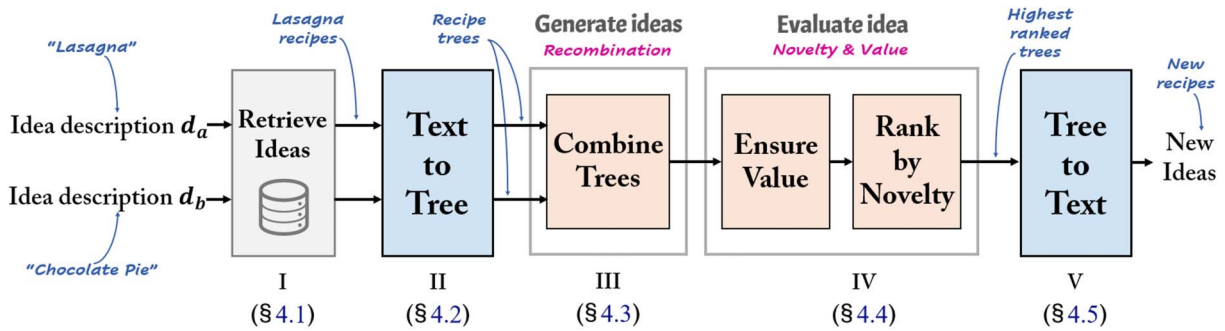 "Lasagna"
Idea description d_a
Idea description d_b
"Chocolate Pie"
Retrieve
Ideas
I
(§ 4.1)
Lasagna
recipes
Text
to
Tree
II
(§ 4.2)
Recipe
trees
Generate ideas
Recombination
Combine
Trees
III
(§ 4.3)
Evaluate idea
Novelty & Value
Ensure
Value
Rank
by
Novelty
IV
(§ 4.4)
Highest
ranked
trees
Tree
to
Text
V
(§ 4.5)
New
recipes
New
Ideas